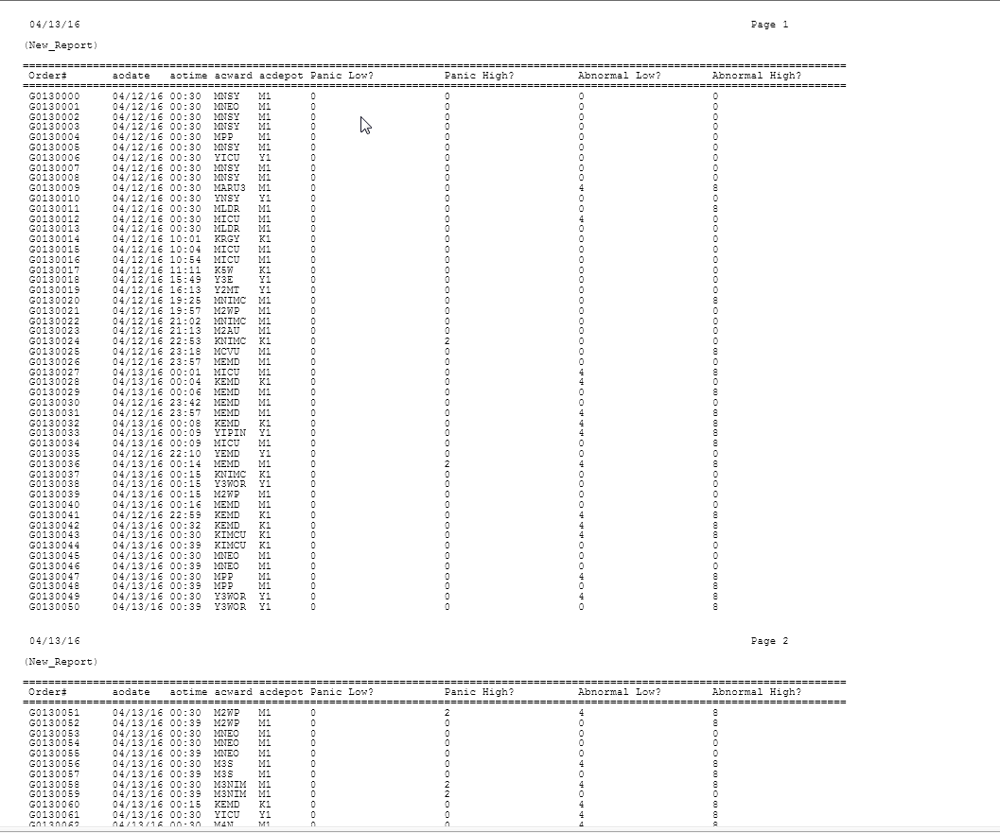 04/13/16 Page 1
(New_Report)
Order# aodate aotime acward acdepot Panic Low? Panic High? Abnormal Low? Abnormal High?
G0130000 04/12/16 00:30 MNSY M1 0 0 0 0
G0130001 04/12/16 00:30 MNEO M1 0 0 0 0
G0130002 04/12/16 00:30 MNSY M1 0 0 0 0
G0130003 04/12/16 00:30 MNSY M1 0 0 0 0
G0130004 04/12/16 00:30 MPP M1 0 0 0 0
G0130005 04/12/16 00:30 MNSY M1 0 0 0 0
G0130006 04/12/16 00:30 YICU Y1 0 0 0 0
G0130007 04/12/16 00:30 MNSY M1 0 0 0 0
G0130008 04/12/16 00:30 MNSY M1 0 0 0 0
G0130009 04/12/16 00:30 MARU3 M1 0 0 4 8
G0130010 04/12/16 00:30 YNSY Y1 0 0 0 0
G0130011 04/12/16 00:30 MLDR M1 0 0 0 8
G0130012 04/12/16 00:30 MICU M1 0 0 4 0
G0130013 04/12/16 00:30 MLDR M1 0 0 0 0
G0130014 04/12/16 10:01 KRGY K1 0 0 0 0
G0130015 04/12/16 10:04 MICU M1 0 0 0 0
G0130016 04/12/16 10:54 MICU M1 0 0 0 0
G0130017 04/12/16 11:11 K5W K1 0 0 0 0
G0130018 04/12/16 15:49 Y3E Y1 0 0 0 0
G0130019 04/12/16 16:13 Y2MT Y1 0 0 0 0
G0130020 04/12/16 19:25 MNIMC M1 0 0 0 8
G0130021 04/12/16 19:57 M2WP M1 0 0 0 0
G0130022 04/12/16 21:02 MNIMC M1 0 0 0 0
G0130023 04/12/16 21:13 M2AU M1 0 0 0 0
G0130024 04/12/16 22:53 KNIMC K1 0 2 0 0
G0130025 04/12/16 23:18 MCVU M1 0 0 0 8
G0130026 04/12/16 23:57 MEMD M1 0 0 0 0
G0130027 04/13/16 00:01 MICU M1 0 0 4 8
G0130028 04/13/16 00:04 KEMD K1 0 0 4 0
G0130029 04/13/16 00:06 MEMD M1 0 0 0 8
G0130030 04/12/16 23:42 MEMD M1 0 0 0 0
G0130031 04/12/16 23:57 MEMD M1 0 0 4 8
G0130032 04/13/16 00:08 KEMD K1 0 0 4 8
G0130033 04/13/16 00:09 YIPIN Y1 0 0 4 8
G0130034 04/13/16 00:09 MICU M1 0 0 0 8
G0130035 04/12/16 22:10 YEMD Y1 0 0 0 0
G0130036 04/13/16 00:14 MEMD M1 0 2 4 8
G0130037 04/13/16 00:15 KNIMC K1 0 0 0 0
G0130038 04/13/16 00:15 Y3WOR Y1 0 0 0 0
G0130039 04/13/16 00:15 M2WP M1 0 0 0 0
G0130040 04/13/16 00:16 MEMD M1 0 0 0 0
G0130041 04/12/16 22:59 KEMD K1 0 0 4 8
G0130042 04/13/16 00:32 KEMD K1 0 0 4 8
G0130043 04/13/16 00:30 KIMCU K1 0 0 4 8
G0130044 04/13/16 00:39 KIMCU K1 0 0 0 0
G0130045 04/13/16 00:30 MNEO M1 0 0 0 0
G0130046 04/13/16 00:39 MNEO M1 0 0 0 0
G0130047 04/13/16 00:30 MPP M1 0 0 4 8
G0130048 04/13/16 00:39 MPP M1 0 0 0 8
G0130049 04/13/16 00:30 Y3WOR Y1 0 0 4 8
G0130050 04/13/16 00:39 Y3WOR Y1 0 0 0 8
04/13/16 Page 2
(New_Report)
Order# aodate aotime acward acdepot Panic Low? Panic High? Abnormal Low? Abnormal High?
G0130051 04/13/16 00:30 M2WP M1 0 2 4 8
G0130052 04/13/16 00:39 M2WP M1 0 0 0 8
G0130053 04/13/16 00:30 MNEO M1 0 0 0 0
G0130054 04/13/16 00:30 MNEO M1 0 0 0 0
G0130055 04/13/16 00:39 MNEO M1 0 0 0 0
G0130056 04/13/16 00:30 M3S M1 0 0 4 8
G0130057 04/13/16 00:39 M3S M1 0 0 0 8
G0130058 04/13/16 00:30 M3NIM M1 0 2 4 8
G0130059 04/13/16 00:39 M3NIM M1 0 2 0 0
G0130060 04/13/16 00:15 KEMD K1 0 0 4 8
G0130061 04/13/16 00:30 YICU Y1 0 0 4 8
G0130062 04/13/16 00:30 M4N M1 0 0 4 8